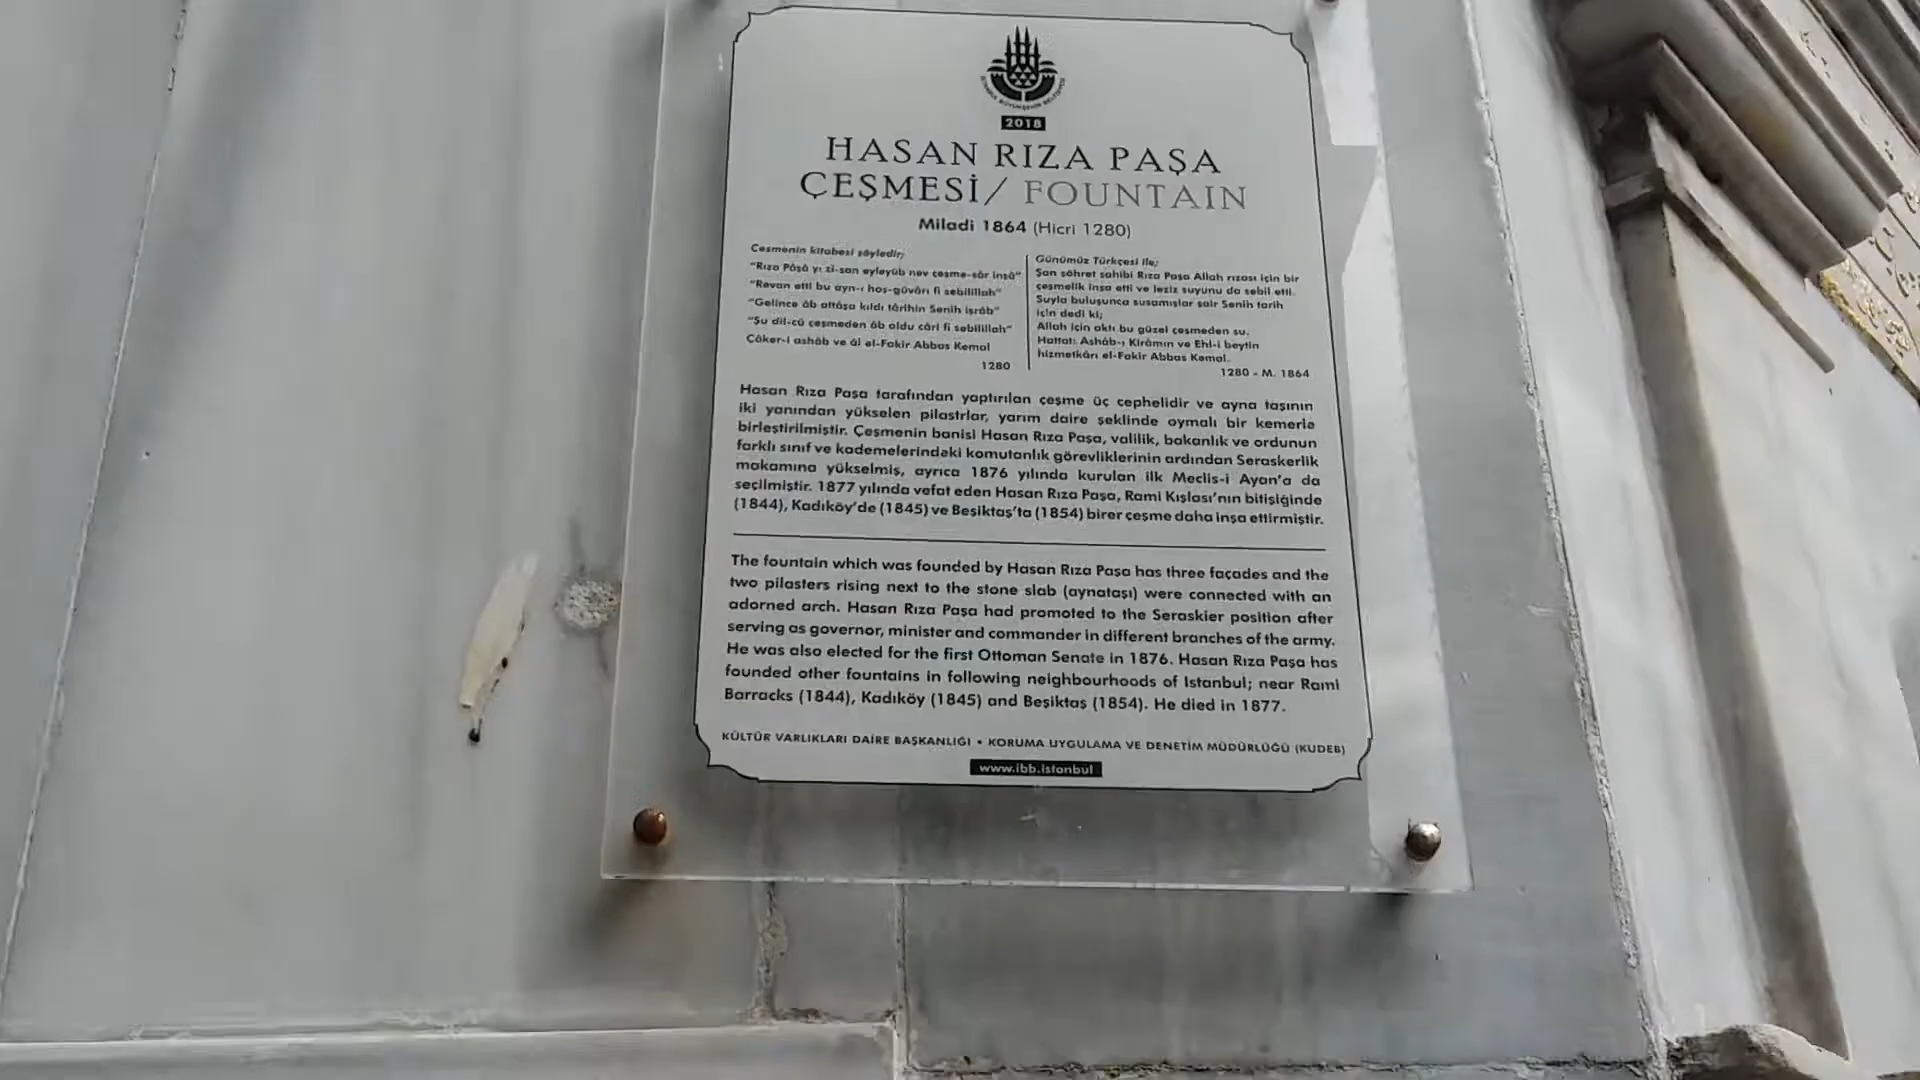 İSTANBUL BÜYÜKŞEHİR BELEDİYESİ
2018
HASAN RIZA PAŞA
ÇEŞMESİ/ FOUNTAIN
Miladi 1864 (Hicri 1280)
Çeşmenin kitabesi şöyledir;
"Rıza Pâşâ yı zî-şan eyleyüb nev çeşme-sâr inşâ"
"Revan etti bu ayn-ı hoş-güvârı fî sebilillah"
"Gelince âb attâşa kıldı târihin Senih işrâb"
"Şu dil-cû çeşmeden âb oldu câri fî sebilillah"
Câker-i ashâb ve âl el-Fakir Abbas Kemal
1280
Günümüz Türkçesi ile;
Şan şöhret sahibi Rıza Paşa Allah rızası için bir
çeşmelik inşa etti ve leziz suyunu da sebil etti.
Suyla buluşunca susamışlar şair Senih tarih
için dedi ki;
Allah için aktı bu güzel çeşmeden su.
Hattatı Ashâb-ı Kirâmın ve Ehl-i beytin
hizmetkârı el-Fakir Abbas Kemal.
1280 - M. 1864
Hasan Rıza Paşa tarafından yaptırılan çeşme üç cephelidir ve ayna taşının
iki yanından yükselen pilastrlar, yarım daire şeklinde oymalı bir kemerle
birleştirilmiştir. Çeşmenin banisi Hasan Rıza Paşa, valilik, bakanlık ve ordunun
farklı sınıf ve kademelerindeki komutanlık görevliklerinin ardından Seraskerlik
makamına yükselmiş, ayrıca 1876 yılında kurulan ilk Meclis-i Ayan'a da
seçilmiştir. 1877 yılında vefat eden Hasan Rıza Paşa, Rami Kışlası'nın bitişiğinde
(1844), Kadıköy'de (1845) ve Beşiktaş'ta (1854) birer çeşme daha inşa ettirmiştir.
The fountain which was founded by Hasan Rıza Paşa has three façades and the
two pilasters rising next to the stone slab (aynataşı) were connected with an
adorned arch. Hasan Rıza Paşa had promoted to the Seraskier position after
serving as governor, minister and commander in different branches of the army.
He was also elected for the first Ottoman Senate in 1876. Hasan Rıza Paşa has
founded other fountains in following neighbourhoods of Istanbul; near Rami
Barracks (1844), Kadıköy (1845) and Beşiktaş (1854). He died in 1877.
KÜLTÜR VARLIKLARI DAİRE BAŞKANLIĞI • KORUMA UYGULAMA VE DENETİM MÜDÜRLÜĞÜ (KUDEB)
www.ibb.istanbul